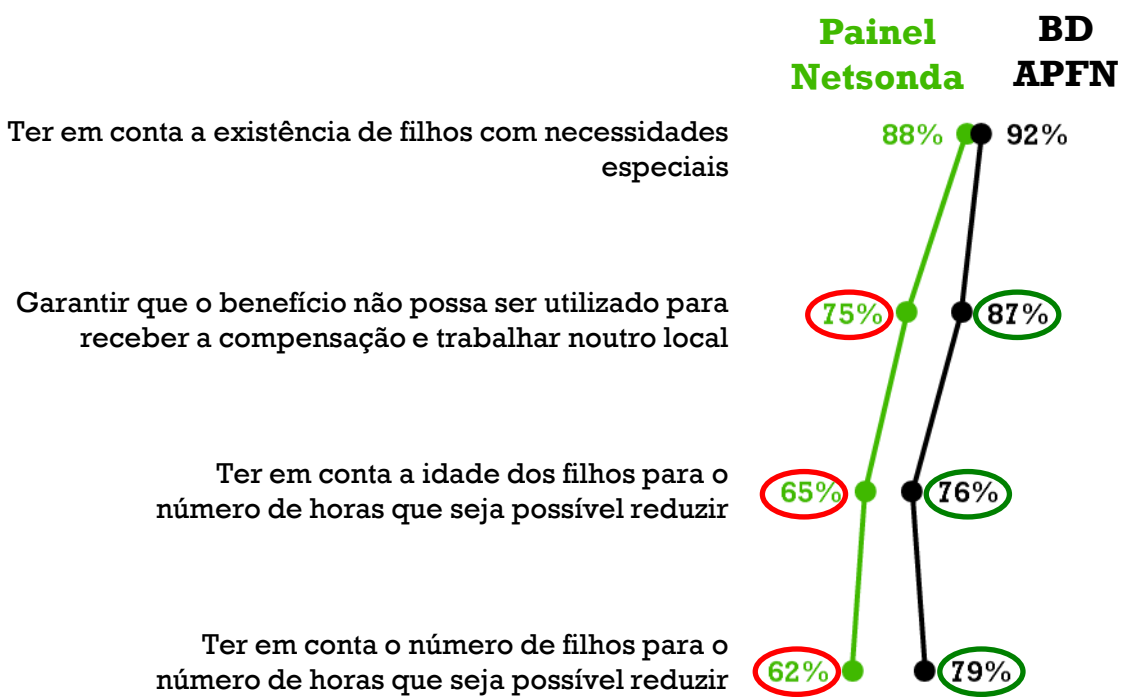 Painel
Netsonda
BD
APFN
Ter em conta a existência de filhos com necessidades
especiais
88%
92%
Garantir que o benefício não possa ser utilizado para
receber a compensação e trabalhar noutro local
75%
87%
Ter em conta a idade dos filhos para o
número de horas que seja possível reduzir
65%
76%
Ter em conta o número de filhos para o
número de horas que seja possível reduzir
62%
79%